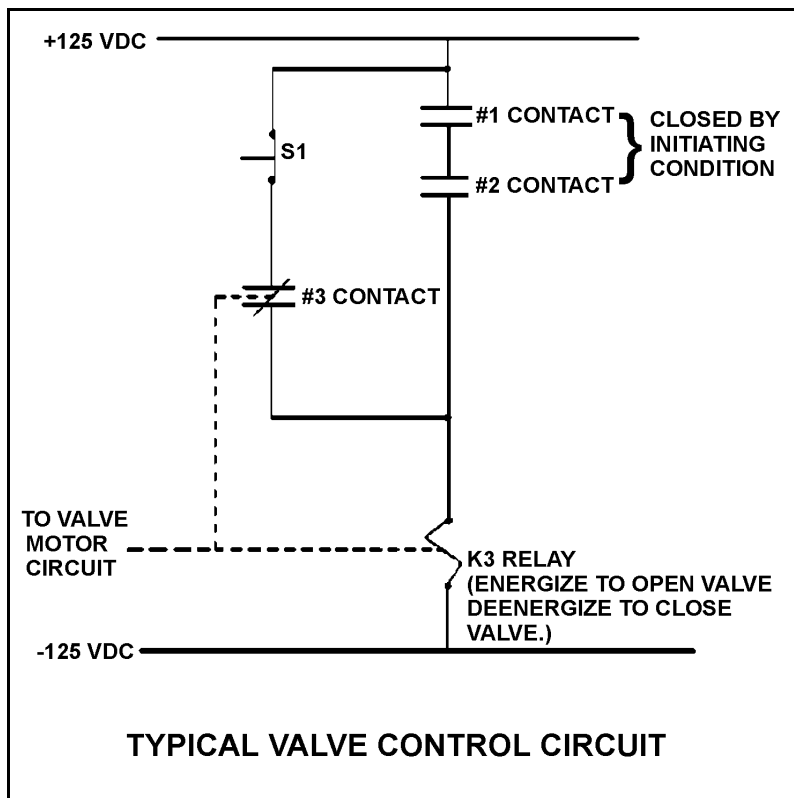 +125 VDC
#1 CONTACT
CLOSED BY
INITIATING
CONDITION
S1
#2 CONTACT
#3 CONTACT
TO VALVE
MOTOR
CIRCUIT
K3 RELAY
(ENERGIZE TO OPEN VALVE
DEENERGIZE TO CLOSE
VALVE.)
-125 VDC
TYPICAL VALVE CONTROL CIRCUIT